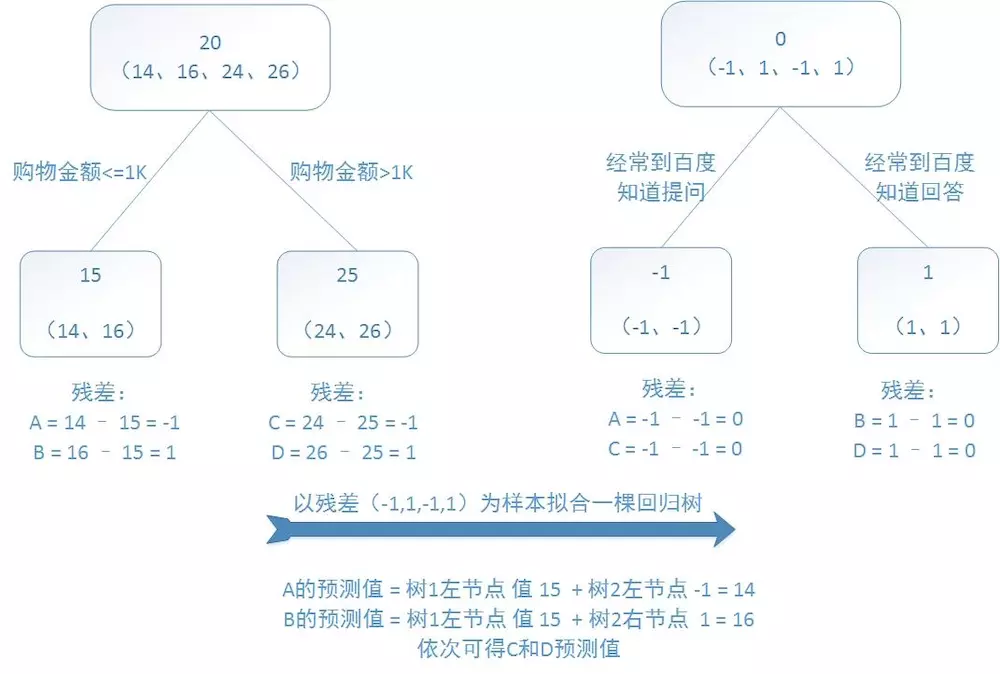 20
（14、16、24、26）
购物金额<=1K
购物金额>1K
15
（14、16）
25
（24、26）
残差：
A = 14 - 15 = -1
B = 16 - 15 = 1
残差：
C = 24 - 25 = -1
D = 26 - 25 = 1
0
（-1、1、-1、1）
经常到百度
知道提问
经常到百度
知道回答
-1
（-1、-1）
1
（1、1）
残差：
A = -1 - -1 = 0
C = -1 - -1 = 0
残差：
B = 1 - 1 = 0
D = 1 - 1 = 0
以残差（-1,1,-1,1）为样本拟合一棵回归树
A的预测值 = 树1左节点 值 15 + 树2左节点 -1 = 14
B的预测值 = 树1左节点 值 15 + 树2右节点 1 = 16
依次可得C和D预测值